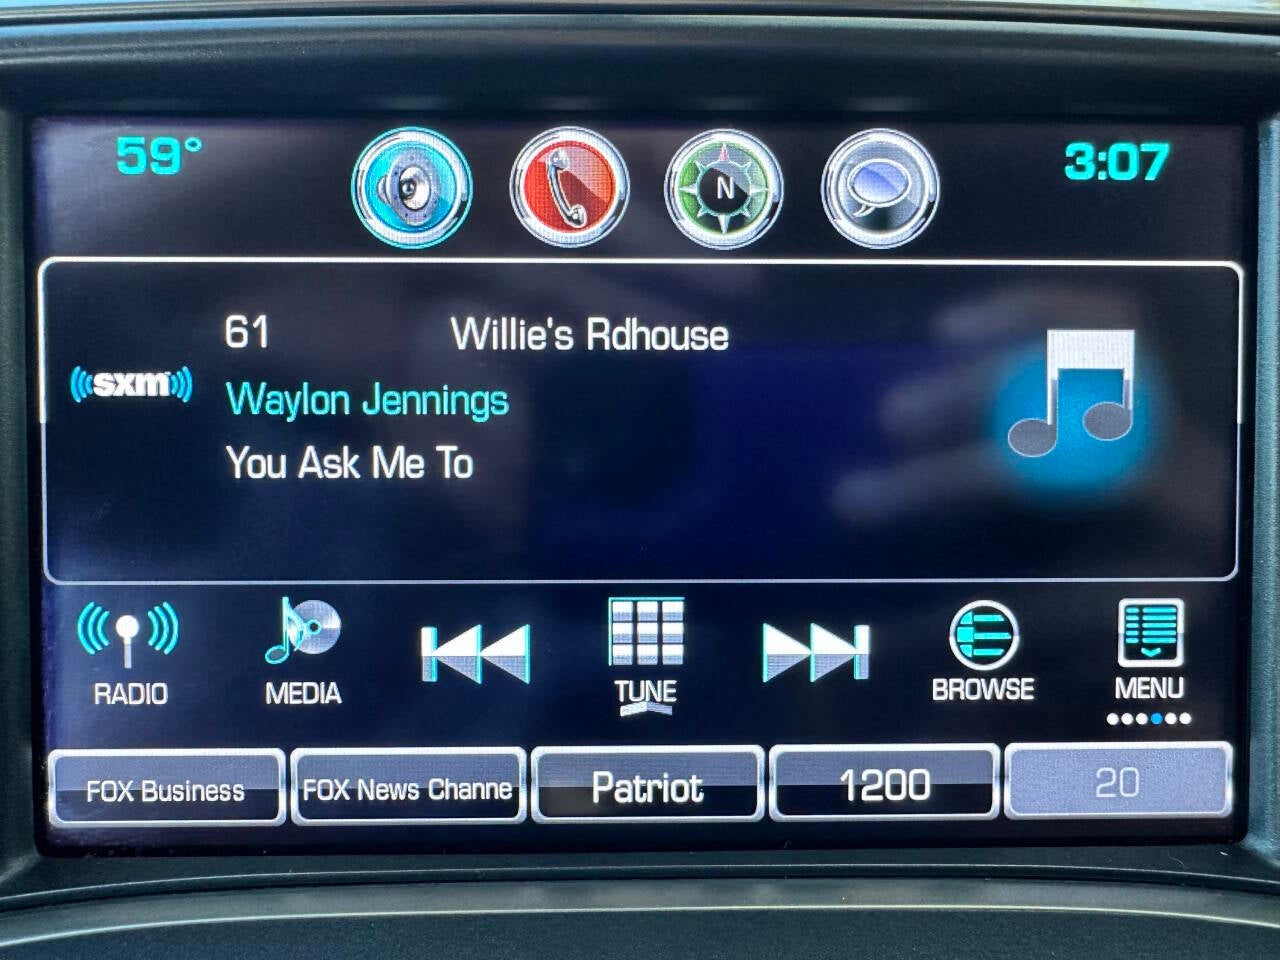 59°
N
3:07
61 Willie's Rdhouse
((sxm))
Waylon Jennings
You Ask Me To
RADIO
MEDIA
TUNE
BROWSE
MENU
FOX Business
FOX News Channe
Patriot
1200
20